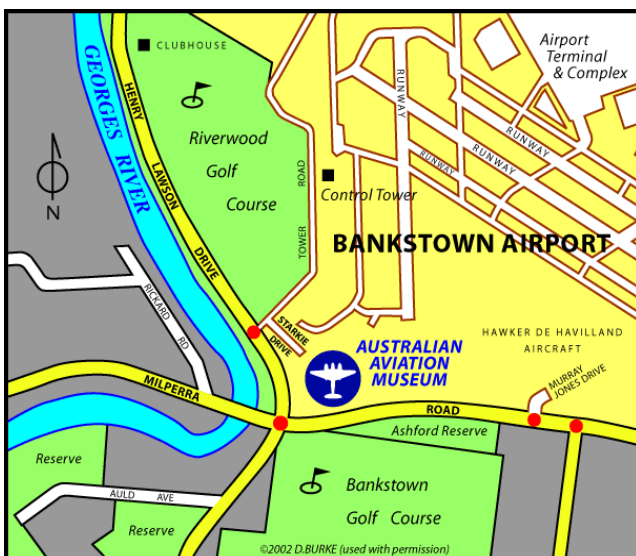 GEORGES RIVER
HENRY LAWSON DRIVE
CLUBHOUSE
Riverwood
Golf
Course
TOWER ROAD
Control Tower
RUNWAY
RUNWAY
RUNWAY
RUNWAY
Airport
Terminal
& Complex
BANKSTOWN AIRPORT
N
RICKARD RD
STARKIE
DRIVE
AUSTRALIAN
AVIATION
MUSEUM
HAWKER DE HAVILLAND
AIRCRAFT
MURRAY
JONES DRIVE
MILPERRA ROAD
Ashford Reserve
Reserve
AULD AVE
Reserve
Bankstown
Golf Course
©2002 D.BURKE (used with permission)